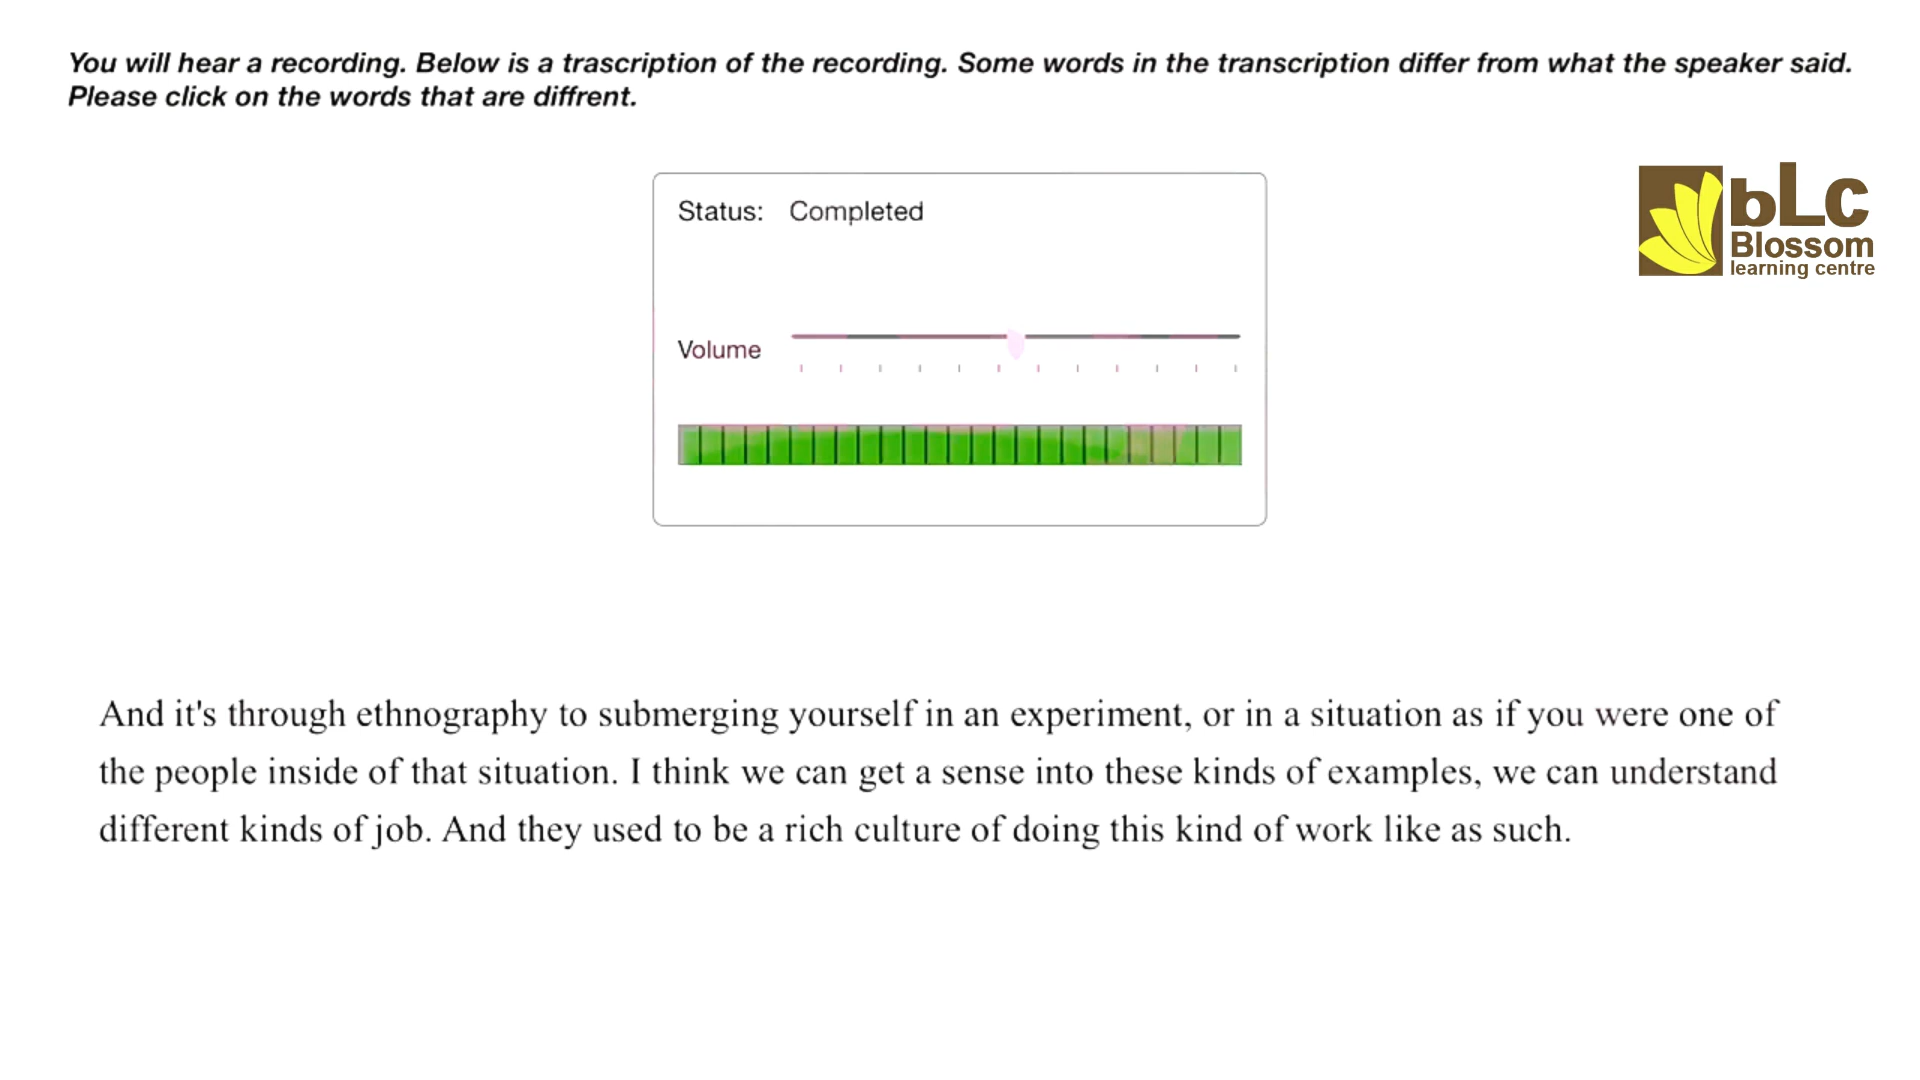 You will hear a recording. Below is a trascription of the recording. Some words in the transcription differ from what the speaker said.
Please click on the words that are diffrent.
Status: Completed
bLc
Blossom
learning centre
Volume
And it's through ethnography to submerging yourself in an experiment, or in a situation as if you were one of
the people inside of that situation. I think we can get a sense into these kinds of examples, we can understand
different kinds of job. And they used to be a rich culture of doing this kind of work like as such.